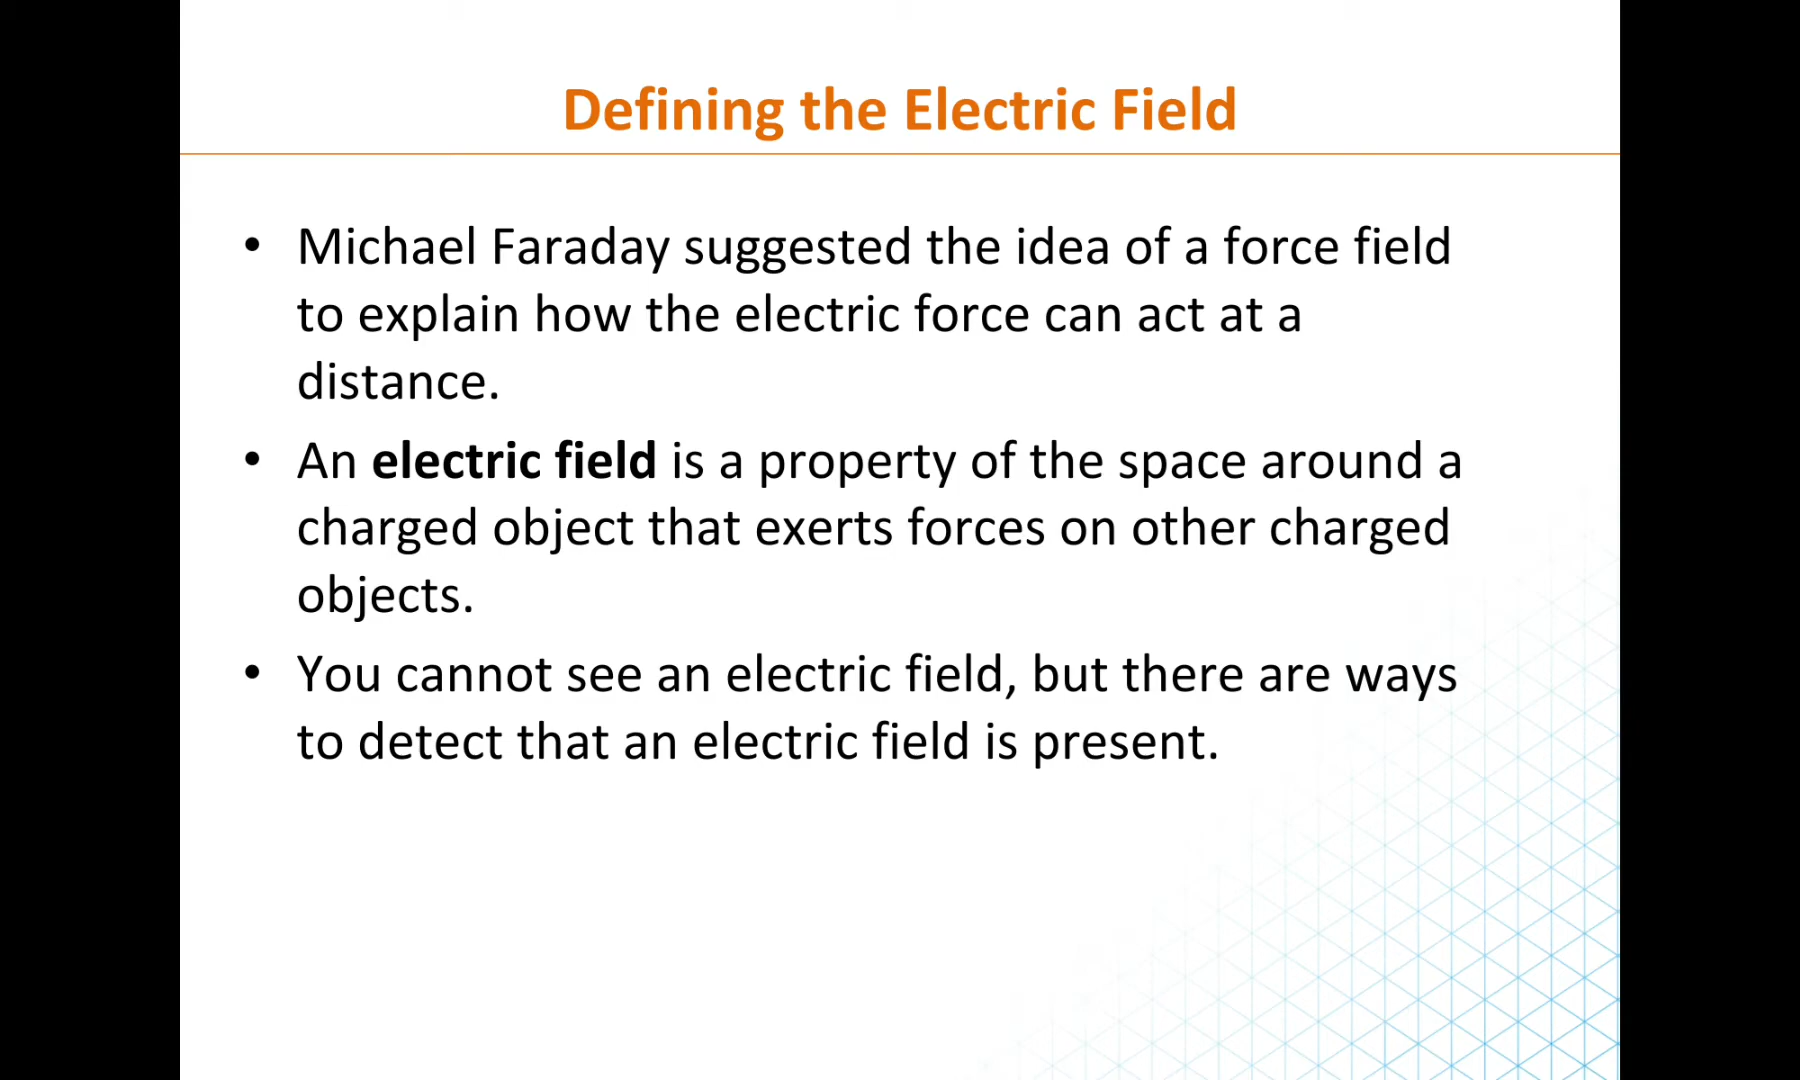 Defining the Electric Field
• Michael Faraday suggested the idea of a force field
to explain how the electric force can act at a
distance.
• An electric field is a property of the space around a
charged object that exerts forces on other charged
objects.
• You cannot see an electric field, but there are ways
to detect that an electric field is present.